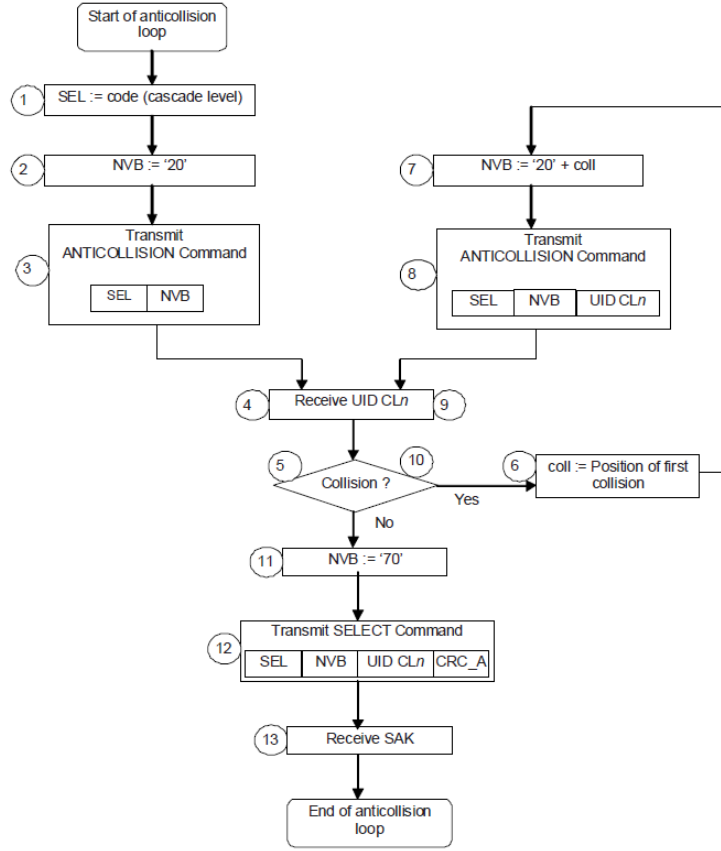 Start of anticollision
loop
1
SEL := code (cascade level)
2
NVB := ‘20’
7
NVB := ‘20’ + coll
3
Transmit
ANTICOLLISION Command
SEL NVB
8
Transmit
ANTICOLLISION Command
SEL NVB UID CLn
4
Receive UID CLn
9
5
Collision ?
10
Yes
No
6
coll := Position of first
collision
11
NVB := ‘70’
12
Transmit SELECT Command
SEL NVB UID CLn CRC_A
13
Receive SAK
End of anticollision
loop